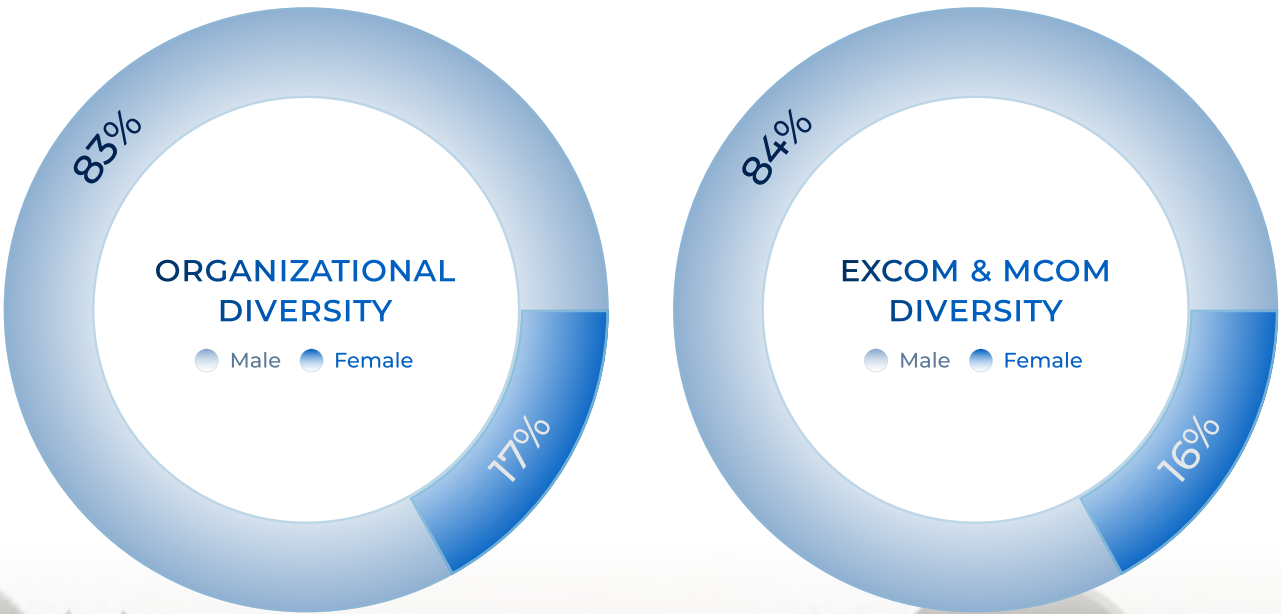 83%
ORGANIZATIONAL
DIVERSITY
Male Female
17%
84%
EXCOM & MCOM
DIVERSITY
Male Female
16%